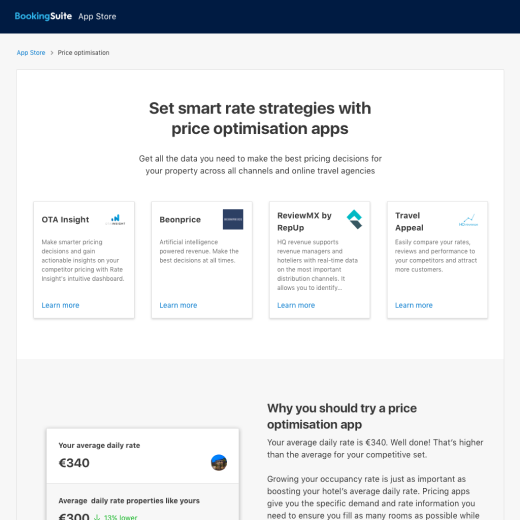 BookingSuite App Store
App Store > Price optimisation
Set smart rate strategies with
price optimisation apps
Get all the data you need to make the best pricing decisions for
your property across all channels and online travel agencies
OTA Insight
Make smarter pricing
decisions and gain
actionable insights on your
competitor pricing with Rate
Insight's intuitive dashboard.
Learn more
Beonprice
Artificial intelligence
powered revenue. Make the
best decisions at all times.
Learn more
ReviewMX by
RepUp
HQ revenue supports
revenue managers and
hoteliers with real-time data
on the most important
distribution channels. It
allows you to identify...
Learn more
Travel
Appeal
Easily compare your rates,
reviews and performance to
your competitors and attract
more customers.
Learn more
Your average daily rate
€340
Average daily rate properties like yours
€300 ↓ 13% lower
Why you should try a price
optimisation app
Your average daily rate is €340. Well done! That's higher
than the average for your competitive set.
Growing your occupancy rate is just as important as
boosting your hotel's average daily rate. Pricing apps
give you the specific demand and rate information you
need to ensure you fill as many rooms as possible while